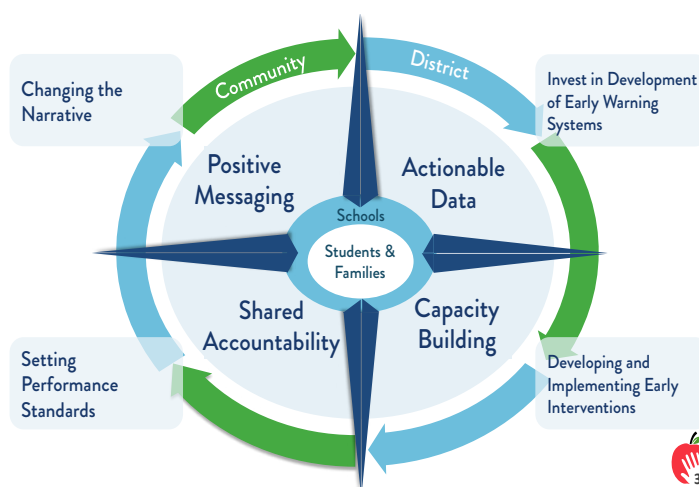 Community
District
Changing the
Narrative
Invest in Development
of Early Warning
Systems
Positive
Messaging
Actionable
Data
Schools
Students &
Families
Shared
Accountability
Capacity
Building
Setting
Performance
Standards
Developing and
Implementing Early
Interventions
3